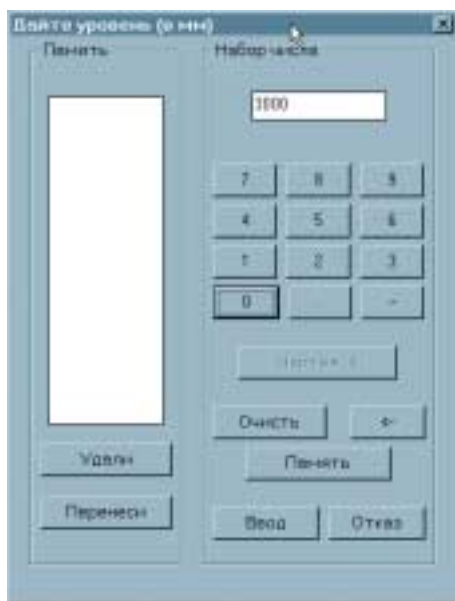 Дайте уровень (в мм)
Память
Набор числа
7 8 9
4 5 6
1 2 3
0 . -
Очисть ←
Удали
Память
Перенеси
Ввод Отказ